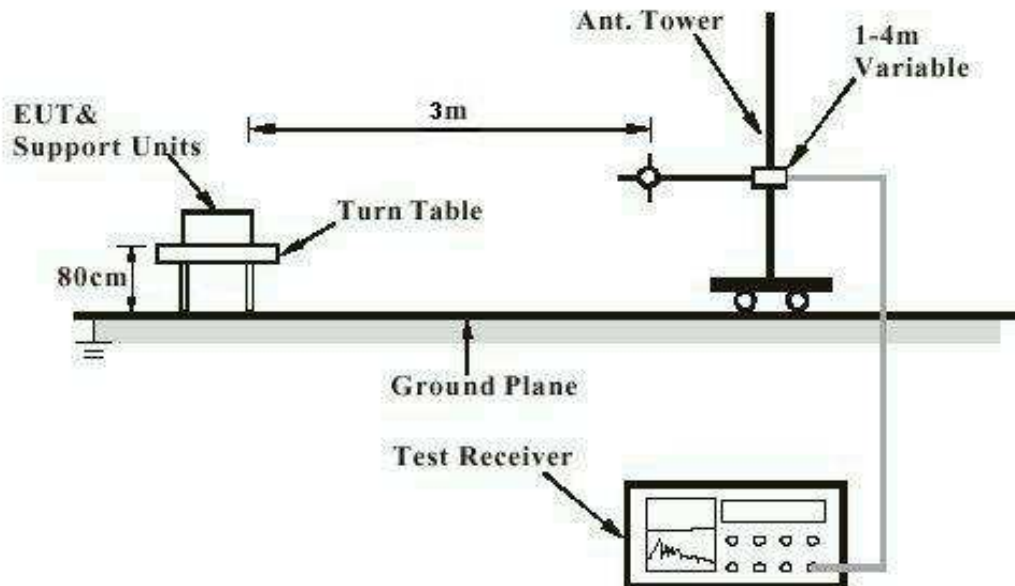 Ant. Tower
1-4m
Variable
3m
EUT&
Support Units
Turn Table
80cm
Ground Plane
Test Receiver